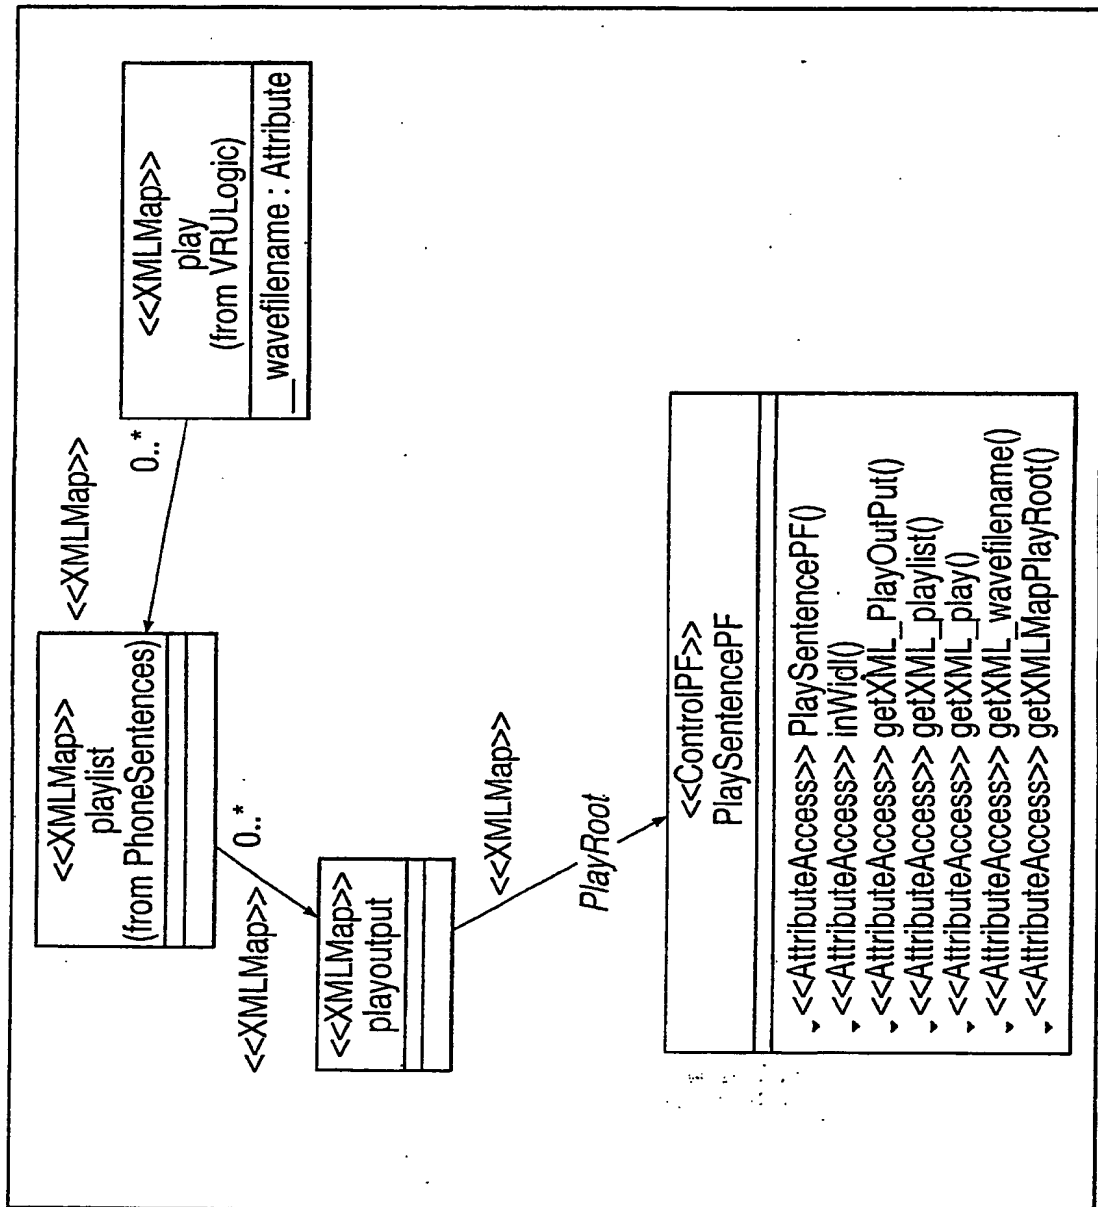 <<XMLMap>>
playlist
(from PhoneSentences)
<<XMLMap>>
0..*
<<XMLMap>>
play
(from VRULogic)
_wavefilename : Attribute
<<XMLMap>>
0..*
<<XMLMap>>
playoutput
<<XMLMap>>
PlayRoot
<<ControlPF>>
PlaySentencePF
<<AttributeAccess>> PlaySentencePF()
<<AttributeAccess>> inWidl()
<<AttributeAccess>> getXML_PlayOutPut()
<<AttributeAccess>> getXML_playlist()
<<AttributeAccess>> getXML_play()
<<AttributeAccess>> getXML_wavefilename()
<<AttributeAccess>> getXMLMapPlayRoot()